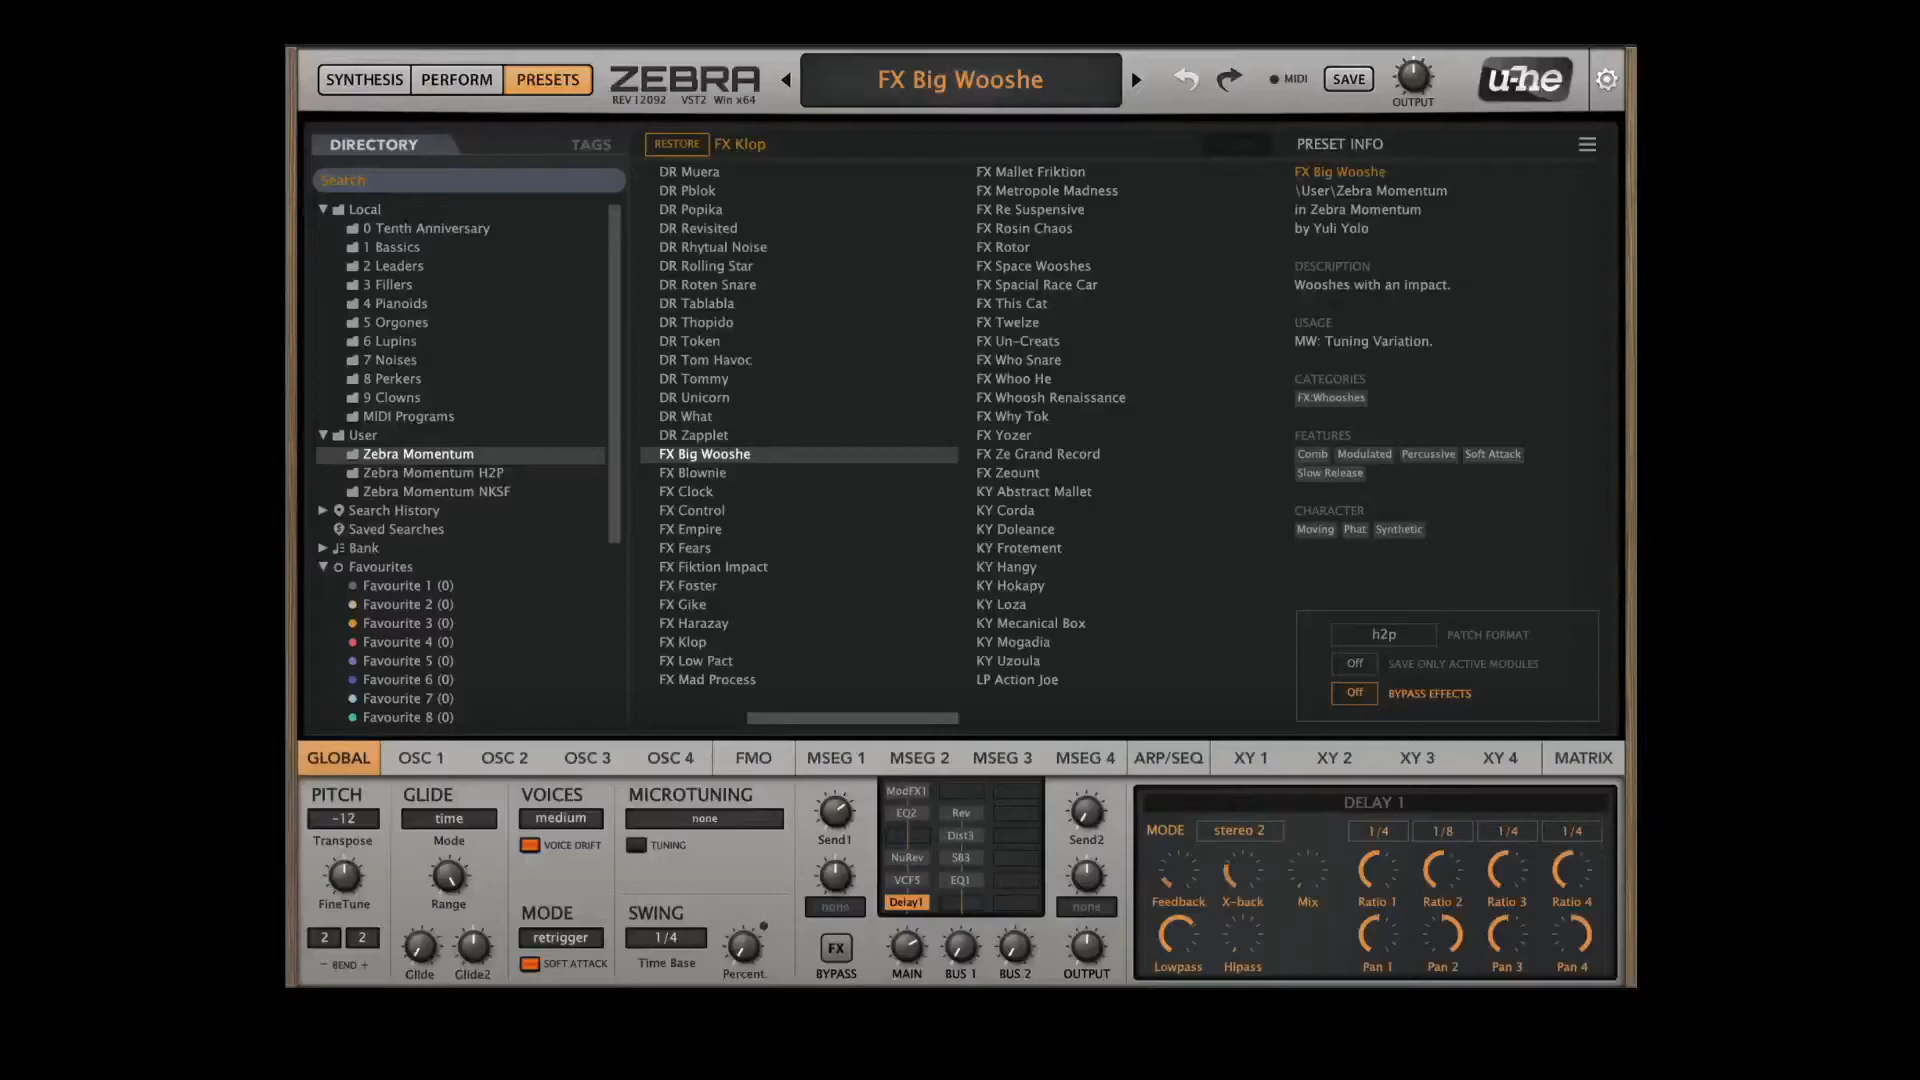 SYNTHESIS PERFORM PRESETS ZEBRA FX Big Wooshe MIDI SAVE u-he
REV 12092 VST2 Win x64 OUTPUT
DIRECTORY TAGS
Search
Local
0 Tenth Anniversary
1 Bassics
2 Leaders
3 Fillers
4 Pianoids
5 Orgones
6 Lupins
7 Noises
8 Perkers
9 Clowns
MIDI Programs
User
Zebra Momentum
Zebra Momentum H2P
Zebra Momentum NKSF
Search History
Saved Searches
Bank
Favourites
Favourite 1 (0)
Favourite 2 (0)
Favourite 3 (0)
Favourite 4 (0)
Favourite 5 (0)
Favourite 6 (0)
Favourite 7 (0)
Favourite 8 (0)
RESTORE FX Klop
DR Muera
DR Pblok
DR Popika
DR Revisited
DR Rhytual Noise
DR Rolling Star
DR Roten Snare
DR Tablabla
DR Thopido
DR Token
DR Tom Havoc
DR Tommy
DR Unicorn
DR What
DR Zapplet
FX Big Wooshe
FX Blownie
FX Clock
FX Control
FX Empire
FX Fears
FX Fiktion Impact
FX Foster
FX Gike
FX Harazay
FX Klop
FX Low Pact
FX Mad Process
FX Mallet Friktion
FX Metropole Madness
FX Re Suspensive
FX Rosin Chaos
FX Rotor
FX Space Wooshes
FX Spacial Race Car
FX This Cat
FX Twelze
FX Un-Creats
FX Who Snare
FX Whoo He
FX Whoosh Renaissance
FX Why Tok
FX Yozer
FX Ze Grand Record
FX Zeount
KY Abstract Mallet
KY Corda
KY Doleance
KY Frotement
KY Hangy
KY Hokapy
KY Loza
KY Mecanical Box
KY Mogadia
KY Uzoula
LP Action Joe
PRESET INFO
FX Big Wooshe
\User\Zebra Momentum
in Zebra Momentum
by Yuli Yolo
DESCRIPTION
Wooshes with an impact.
USAGE
MW: Tuning Variation.
CATEGORIES
FX:Whooshes
FEATURES
Comb Modulated Percussive Soft Attack
Slow Release
CHARACTER
Moving Phat Synthetic
h2p PATCH FORMAT
Off SAVE ONLY ACTIVE MODULES
Off BYPASS EFFECTS
GLOBAL OSC 1 OSC 2 OSC 3 OSC 4 FMO MSEG 1 MSEG 2 MSEG 3 MSEG 4 ARP/SEQ XY 1 XY 2 XY 3 XY 4 MATRIX
PITCH
-12
Transpose
FineTune
2 2
- BEND +
GLIDE
time
Mode
Range
Glide Glide2
VOICES
medium
VOICE DRIFT
MODE
retrigger
SOFT ATTACK
MICROTUNING
none
TUNING
SWING
1/4
Time Base Percent
Send1
none
FX
BYPASS
ModFX1
EQ2 Rev
Dist3
NuRev SB3
VCF5 EQ1
Delay1
MAIN BUS 1 BUS 2
Send2
none
OUTPUT
DELAY 1
MODE stereo 2 1/4 1/8 1/4 1/4
Feedback X-back Mix Ratio 1 Ratio 2 Ratio 3 Ratio 4
Lowpass Hipass Pan 1 Pan 2 Pan 3 Pan 4